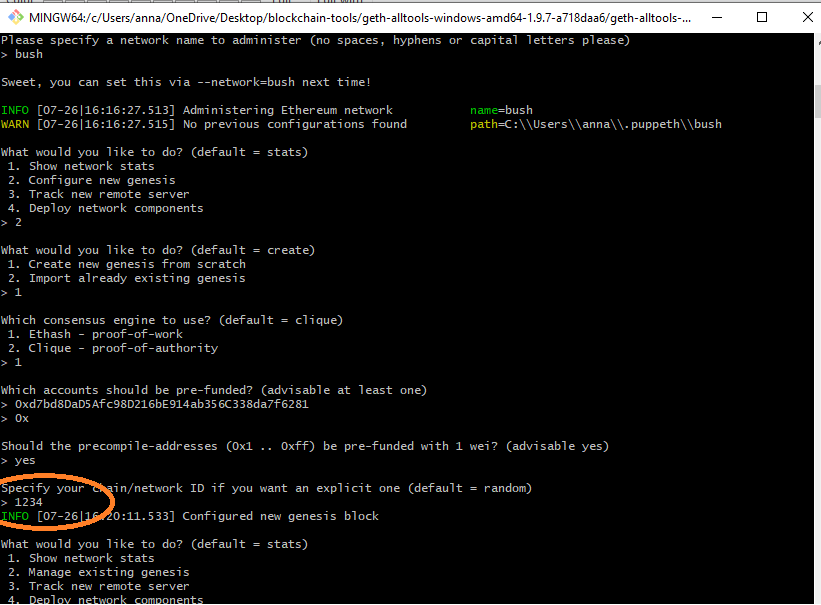 MINGW64:/c/Users/anna/OneDrive/Desktop/blockchain-tools/geth-alltools-windows-amd64-1.9.7-a718daa6/geth-alltools-...
Please specify a network name to administer (no spaces, hyphens or capital letters please)
> bush
Sweet, you can set this via --network=bush next time!
INFO [07-26|16:16:27.513] Administering Ethereum network name=bush
WARN [07-26|16:16:27.515] No previous configurations found path=C:\\Users\\anna\\.puppeth\\bush
What would you like to do? (default = stats)
1. Show network stats
2. Configure new genesis
3. Track new remote server
4. Deploy network components
> 2
What would you like to do? (default = create)
1. Create new genesis from scratch
2. Import already existing genesis
> 1
Which consensus engine to use? (default = clique)
1. Ethash - proof-of-work
2. Clique - proof-of-authority
> 1
Which accounts should be pre-funded? (advisable at least one)
> 0xd7bd8DaD5Afc98D216bE914ab356C338da7f6281
> 0x
Should the precompile-addresses (0x1 .. 0xff) be pre-funded with 1 wei? (advisable yes)
> yes
Specify your chain/network ID if you want an explicit one (default = random)
> 1234
INFO [07-26|16:20:11.533] Configured new genesis block
What would you like to do? (default = stats)
1. Show network stats
2. Manage existing genesis
3. Track new remote server
4. Deploy network components